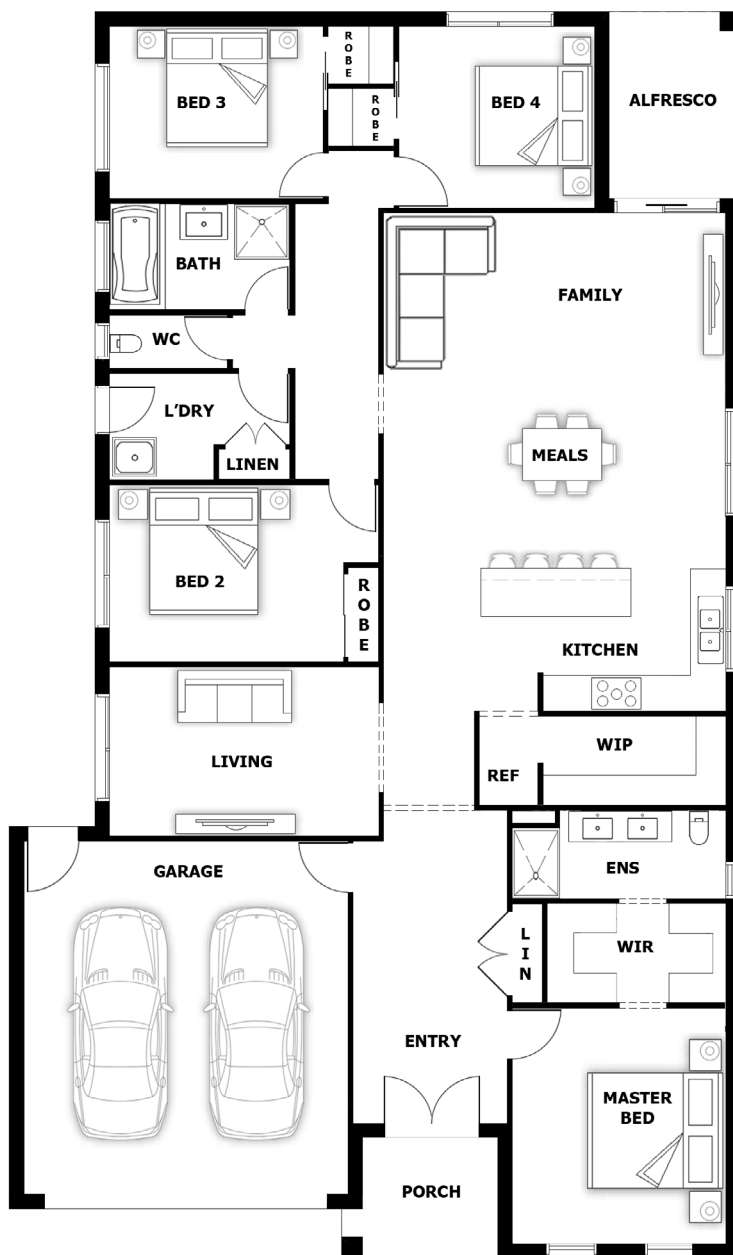 ROBE
BED 3
ROBE
BED 4
ALFRESCO
BATH
FAMILY
WC
L'DRY
MEALS
LINEN
BED 2
ROBE
KITCHEN
LIVING
WIP
REF
GARAGE
ENS
LIN
WIR
ENTRY
MASTER
BED
PORCH